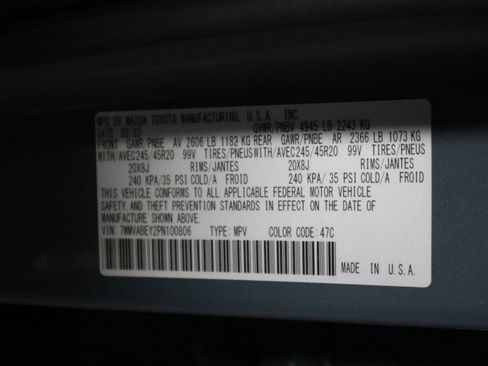 MFD. BY MAZDA TOYOTA MANUFACTURING, U.S.A., INC.
DATE 02/22 GVWR/PNBV 4945 LB 2243 KG
FRONT GAWR/PNBE AV 2606 LB 1182 KG REAR GAWR/PNBE AR 2366 LB 1073 KG
WITH/AVEC245/45R20 99V TIRES/PNEUS WITH/AVEC245/45R20 99V TIRES/PNEUS
20X8J RIMS/JANTES 20X8J RIMS/JANTES
240 KPA/35 PSI COLD/A FROID 240 KPA/35 PSI COLD/A FROID
THIS VEHICLE CONFORMS TO ALL APPLICABLE FEDERAL MOTOR VEHICLE
SAFETY, AND THEFT PREVENTION STANDARDS IN EFFECT ON THE DATE OF
MANUFACTURE SHOWN ABOVE.
VIN: 7MMVABEY2PN100806 TYPE: MPV COLOR CODE: 47C
MADE IN U.S.A.